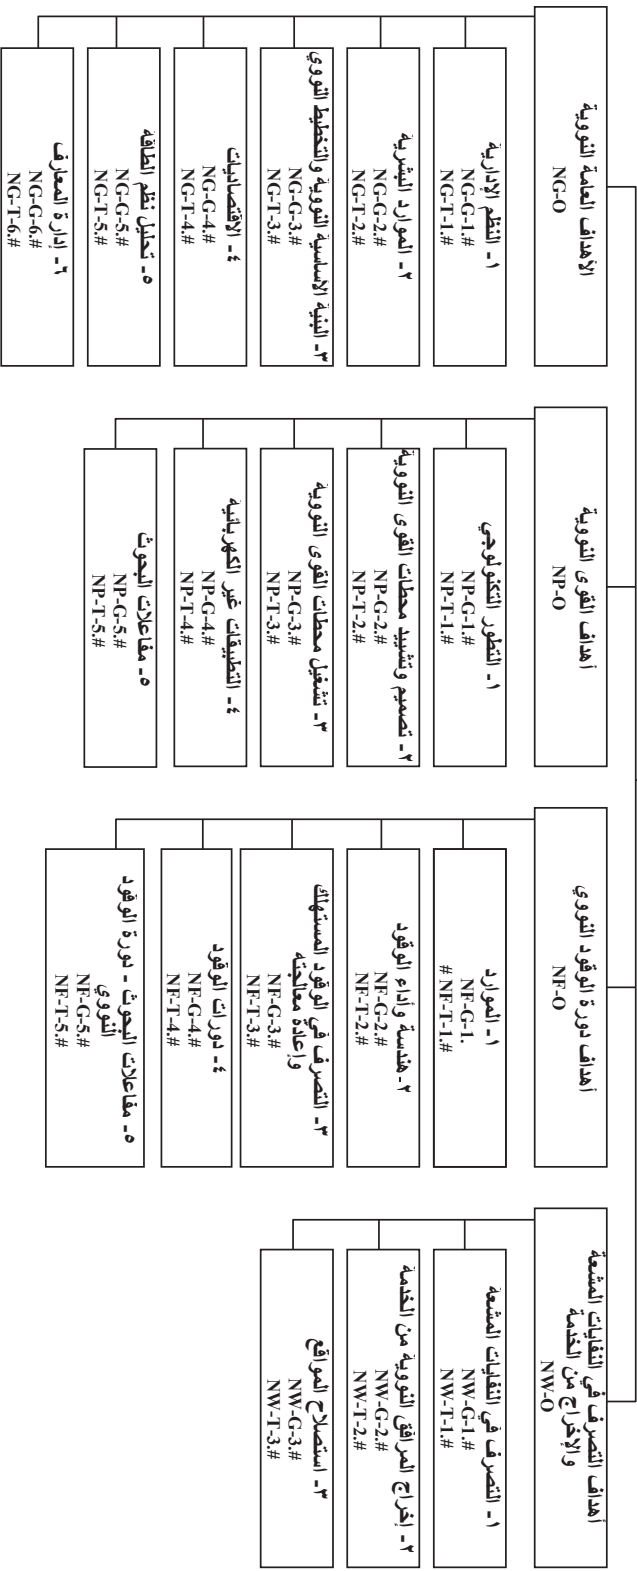 الأهداف العامة النووية
NG-O
١- النظم الإدارية
NG-G-1.#
NG-T-1.#
٢- الموارد البشرية
NG-G-2.#
NG-T-2.#
٣- البنية الأساسية النووية والتخطيط النووي
NG-G-3.#
NG-T-3.#
٤- الاقتصاديات
NG-G-4.#
NG-T-4.#
٥- تحليل نظم الطاقة
NG-G-5.#
NG-T-5.#
٦- إدارة المعارف
NG-G-6.#
NG-T-6.#
أهداف القوى النووية
NP-O
١- التطور التكنولوجي
NP-G-1.#
NP-T-1.#
٢- تصميم وتشييد محطات القوى النووية
NP-G-2.#
NP-T-2.#
٣- تشغيل محطات القوى النووية
NP-G-3.#
NP-T-3.#
٤- التطبيقات غير الكهربائية
NP-G-4.#
NP-T-4.#
٥- مفاعلات البحوث
NP-G-5.#
NP-T-5.#
أهداف دورة الوقود النووي
NF-O
١- الموارد
NF-G-1.
# NF-T-1.#
٢- هندسة وأداء الوقود
NF-G-2.#
NF-T-2.#
٣- التصرف في الوقود المستهلك
وإعادة معالجته
NF-G-3.#
NF-T-3.#
٤- دورات الوقود
NF-G-4.#
NF-T-4.#
٥- مفاعلات البحوث - دورة الوقود
النووي
NF-G-5.#
NF-T-5.#
أهداف التصرف في النفايات المشعة
والإخراج من الخدمة
NW-O
١- التصرف في النفايات المشعة
NW-G-1.#
NW-T-1.#
٢- إخراج المرافق النووية من الخدمة
NW-G-2.#
NW-T-2.#
٣- استصلاح المواقع
NW-G-3.#
NW-T-3.#